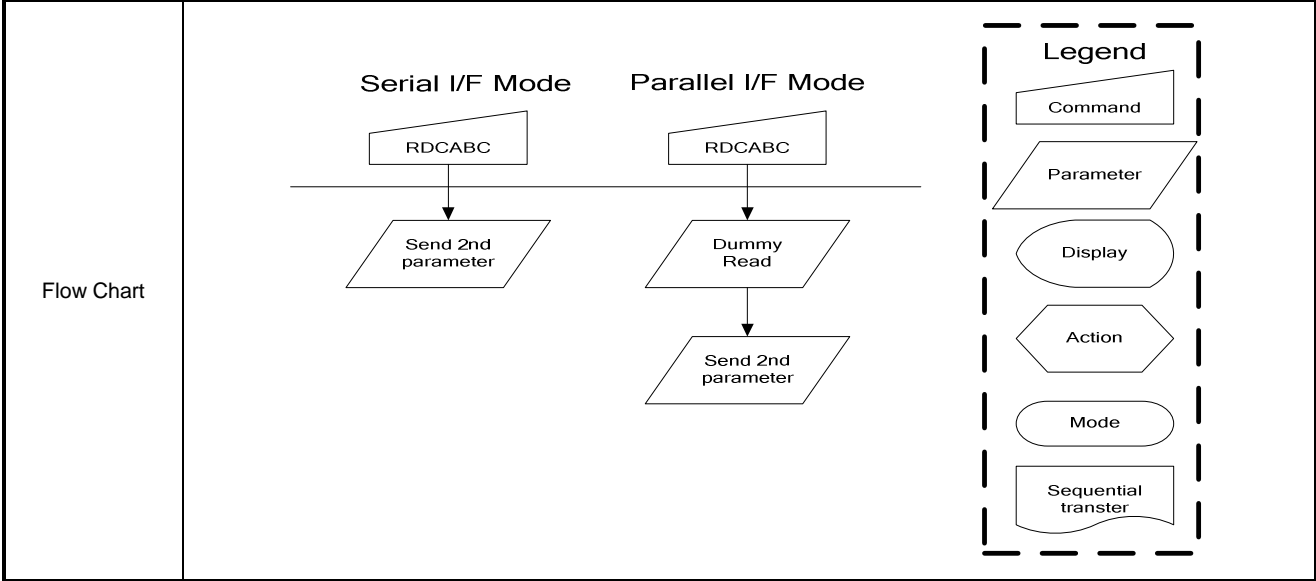 Flow Chart
Serial I/F Mode
RDCABC
Send 2nd
parameter
Parallel I/F Mode
RDCABC
Dummy
Read
Send 2nd
parameter
Legend
Command
Parameter
Display
Action
Mode
Sequential
transter